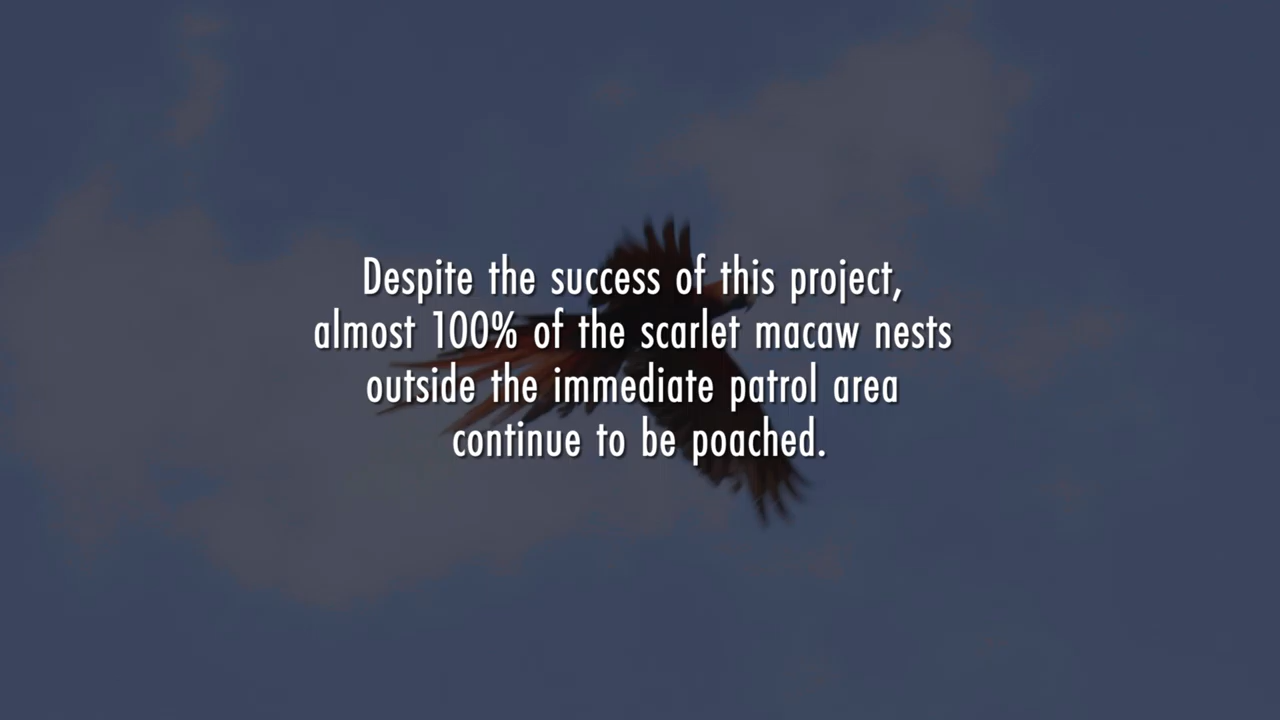 Despite the success of this project,
almost 100% of the scarlet macaw nests
outside the immediate patrol area
continue to be poached.